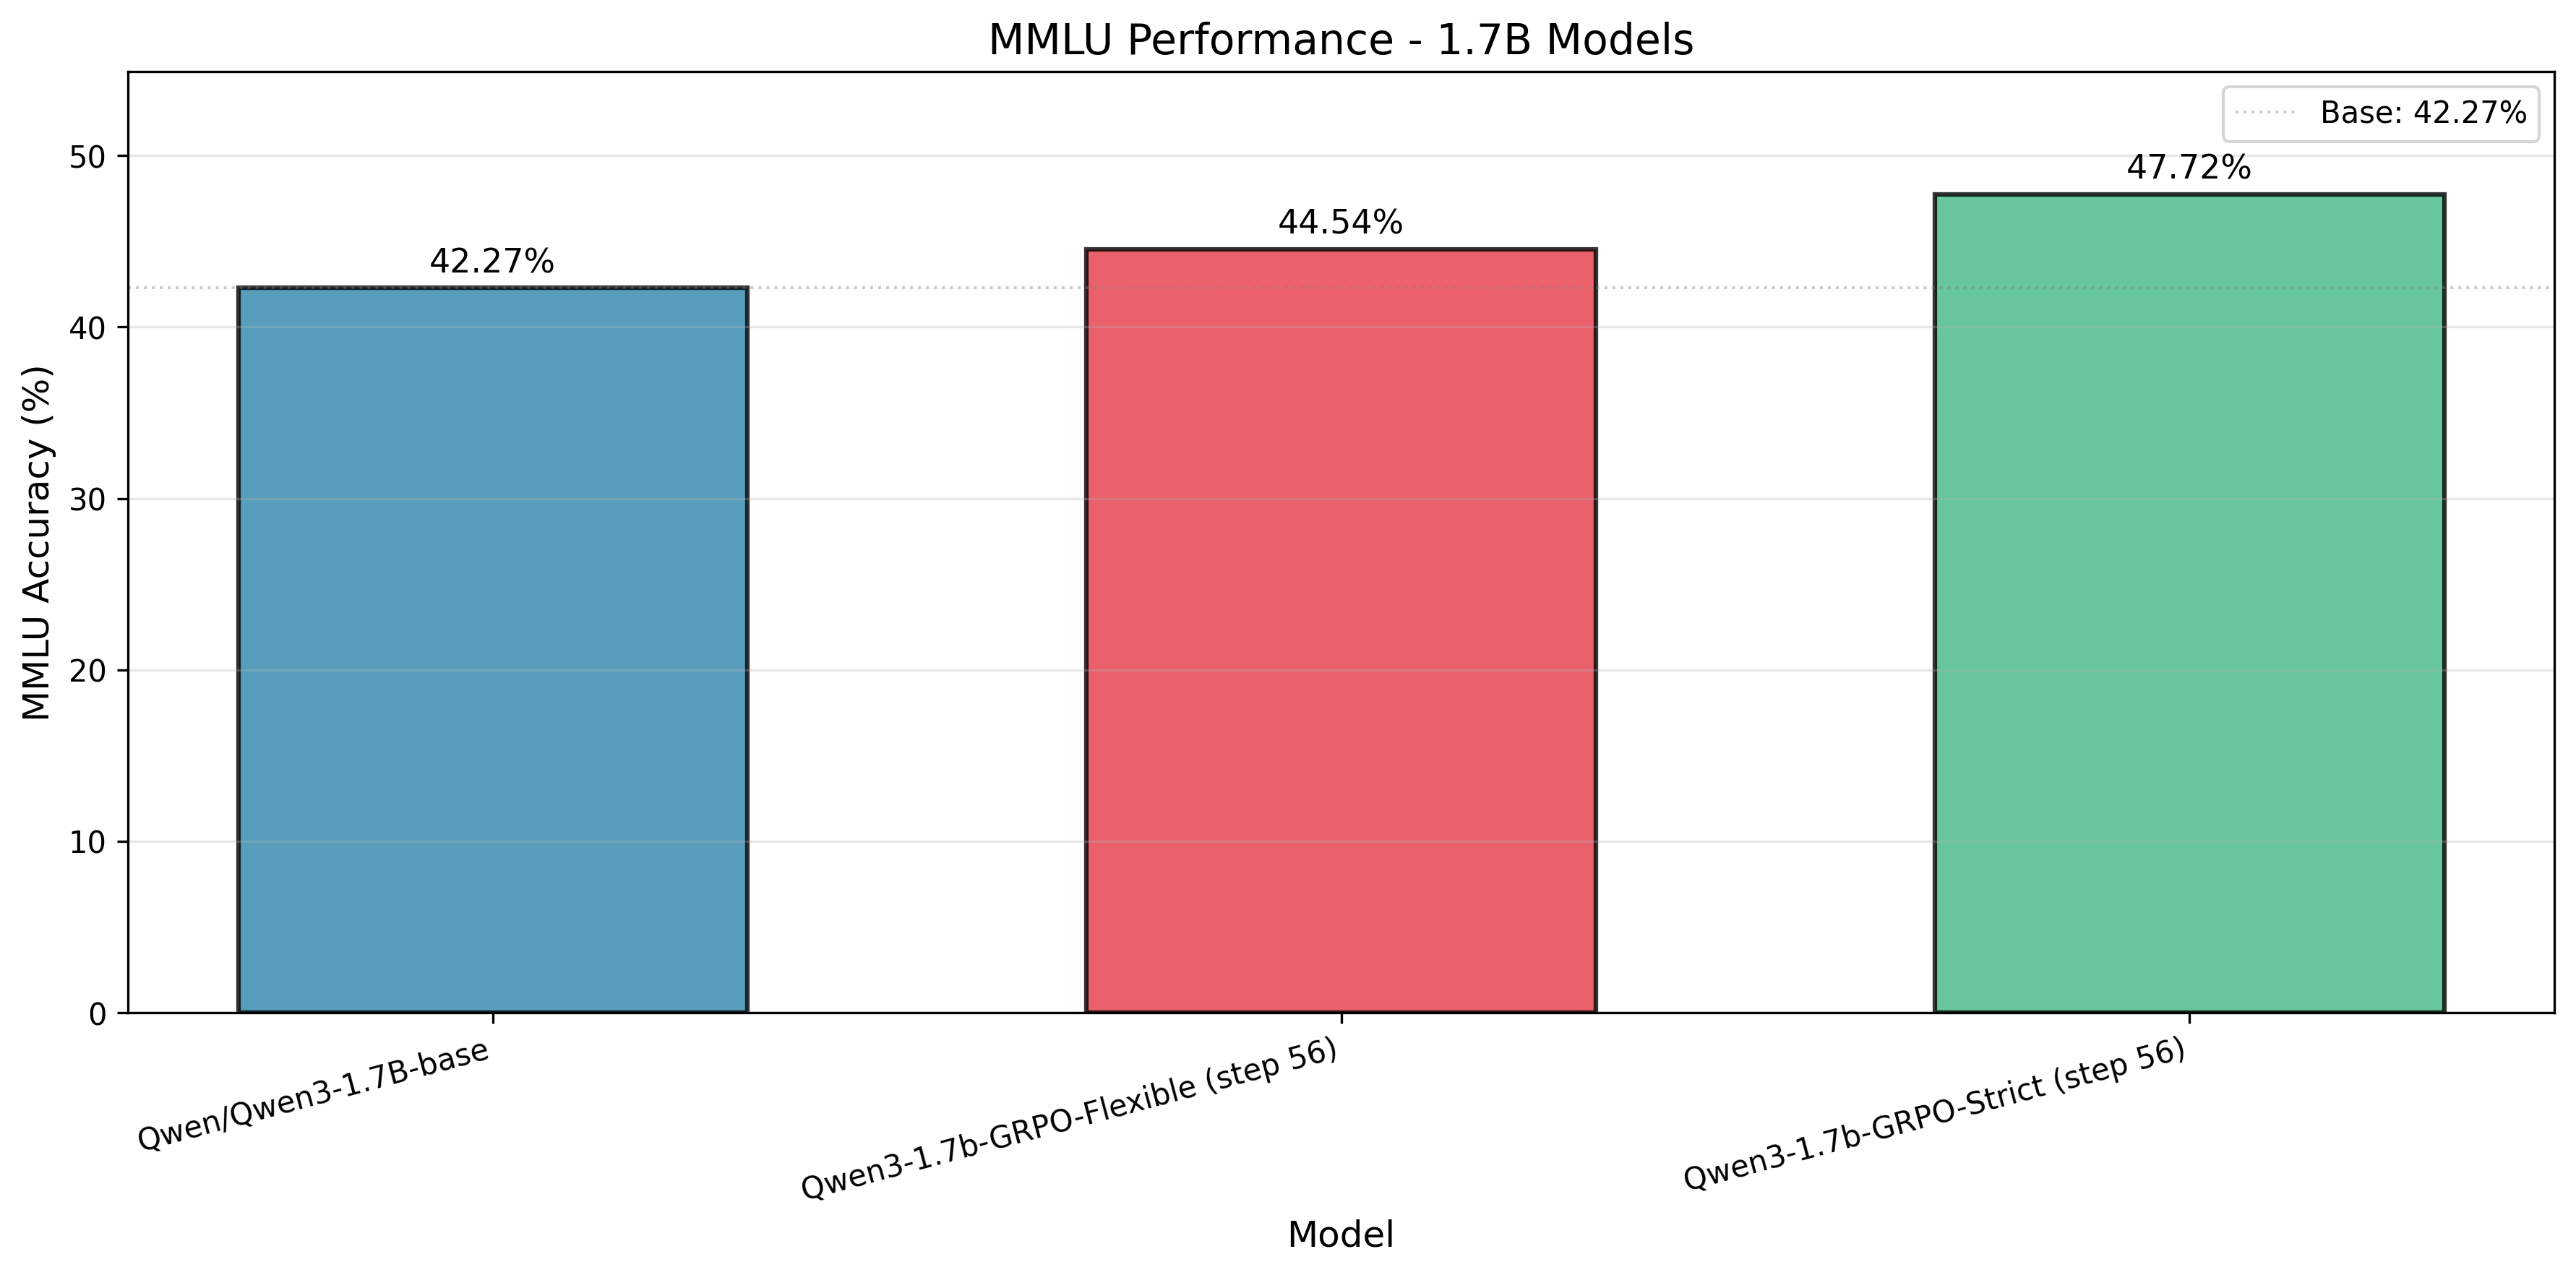 MMLU Performance - 1.7B Models
Base: 42.27%
MMLU Accuracy (%)
50
40
30
20
10
0
42.27%
44.54%
47.72%
Qwen/Qwen3-1.7B-base
Qwen3-1.7b-GRPO-Flexible (step 56)
Qwen3-1.7b-GRPO-Strict (step 56)
Model